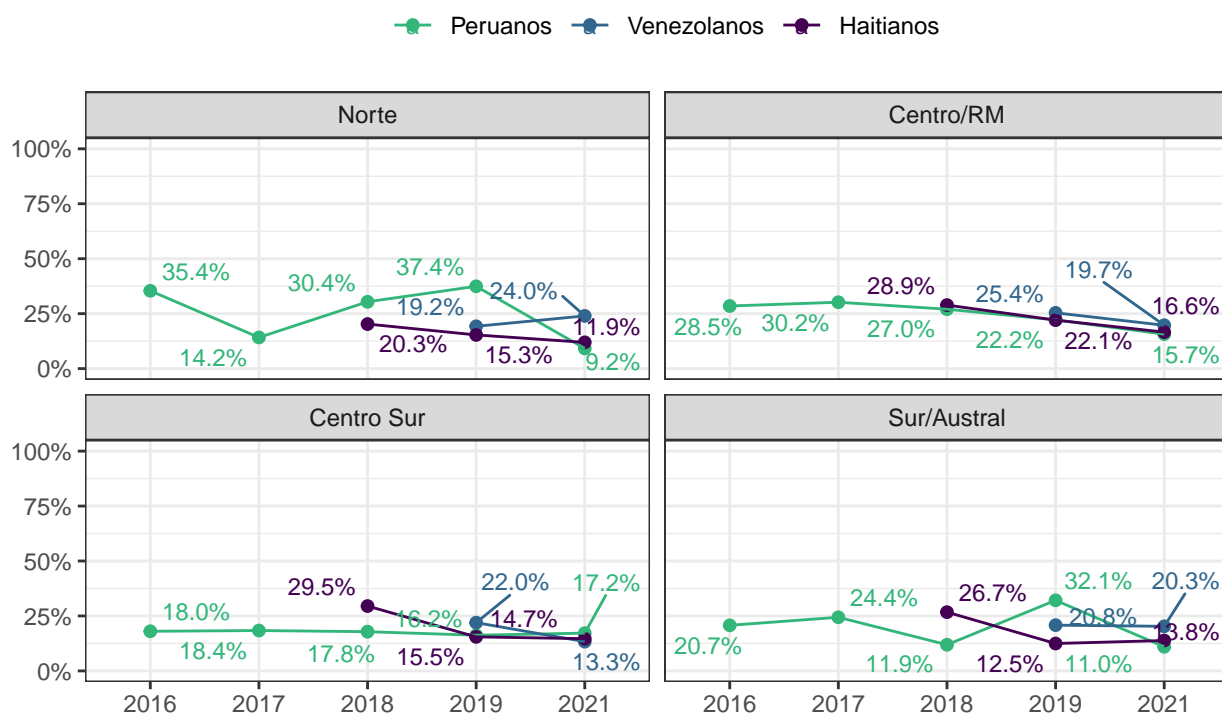 Peruanos Venezolanos Haitianos
Norte Centro/RM
100%
75%
50%
25%
0%
35.4% 14.2% 30.4% 37.4% 9.2%
19.2% 24.0%
20.3% 15.3% 11.9%
28.5% 30.2% 27.0% 22.2% 15.7%
25.4% 19.7%
28.9% 22.1% 16.6%
Centro Sur Sur/Austral
100%
75%
50%
25%
0%
18.0% 18.4% 17.8% 16.2% 17.2%
22.0% 13.3%
29.5% 15.5% 14.7%
20.7% 24.4% 11.9% 32.1% 11.0%
20.8% 20.3%
26.7% 12.5% 13.8%
2016 2017 2018 2019 2021 2016 2017 2018 2019 2021